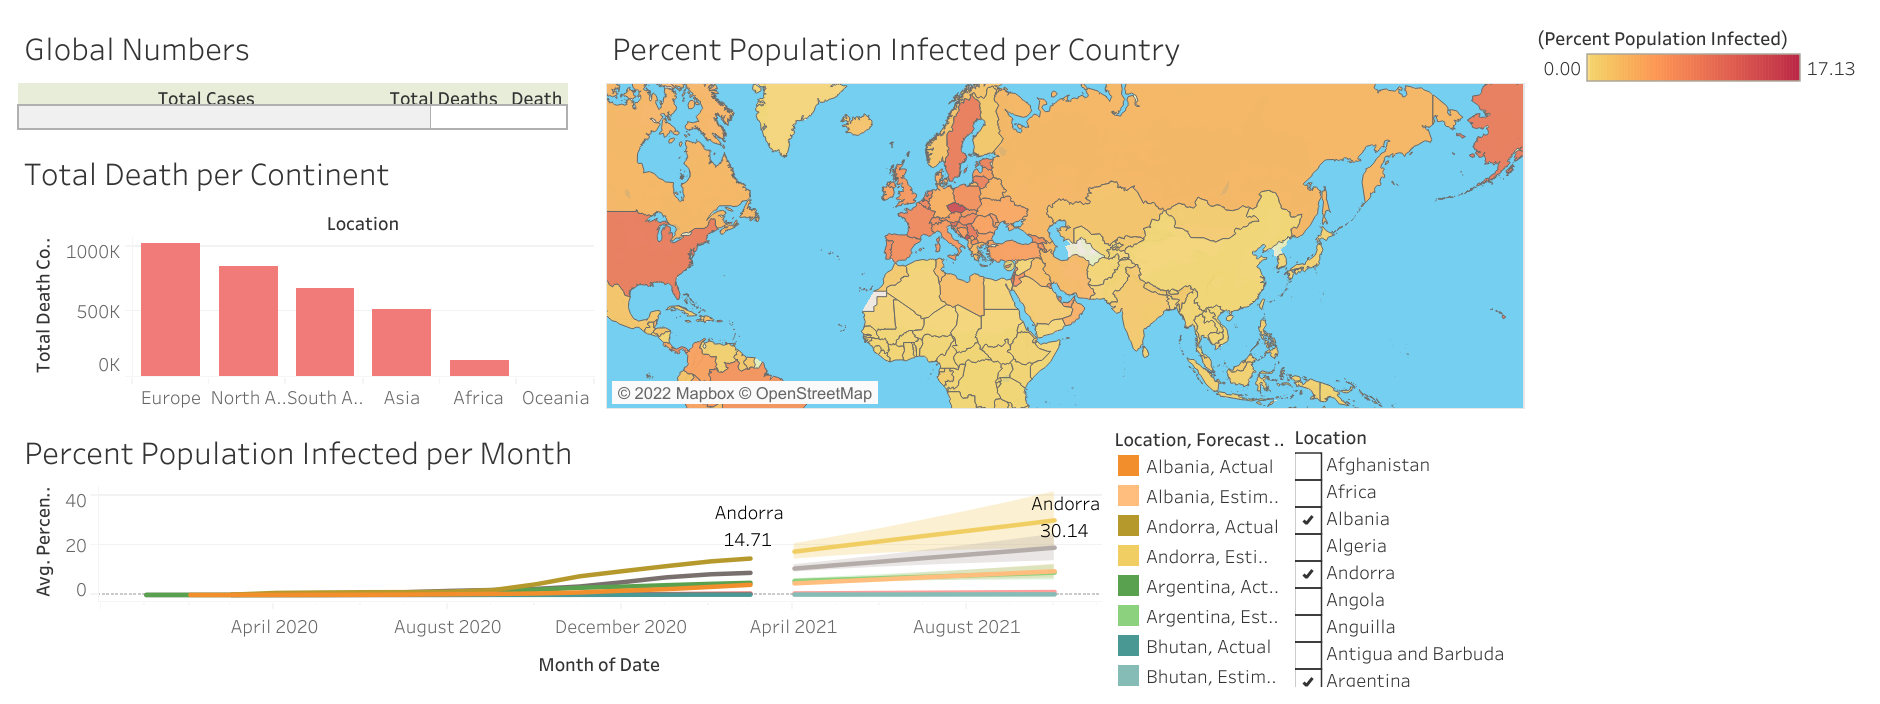 Global Numbers
Total Cases Total Deaths Death
Total Death per Continent
Location
Total Death Co..
1000K
500K
0K
Europe North A.. South A.. Asia Africa Oceania
Percent Population Infected per Country
© 2022 Mapbox © OpenStreetMap
(Percent Population Infected)
0.00 17.13
Percent Population Infected per Month
Avg. Percen..
40
20
0
Andorra
14.71
Andorra
30.14
April 2020 August 2020 December 2020 April 2021 August 2021
Month of Date
Location, Forecast ..
Albania, Actual
Albania, Estim..
Andorra, Actual
Andorra, Esti..
Argentina, Act..
Argentina, Est..
Bhutan, Actual
Bhutan, Estim..
Location
Afghanistan
Africa
Albania
Algeria
Andorra
Angola
Anguilla
Antigua and Barbuda
Argentina